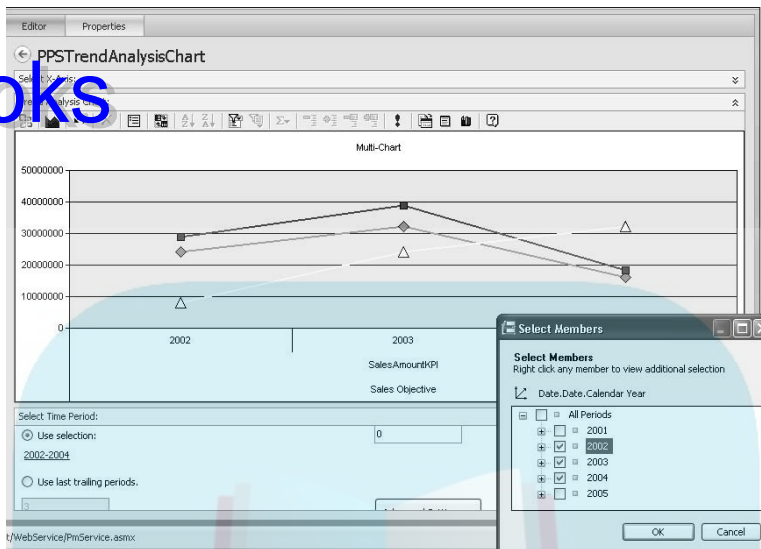 Editor Properties
PPSTrendAnalysisChart
Select X-Axis:
oks
Multi-Chart
50000000
40000000
30000000
20000000
10000000
0
2002 2003
SalesAmountKPI
Sales Objective
Select Time Period:
Use selection:
0
2002-2004
Use last trailing periods.
3
t/WebService/PmService.asmx
Select Members
Select Members
Right click any member to view additional selection
Date.Date.Calendar Year
All Periods
2001
2002
2003
2004
2005
OK Cancel